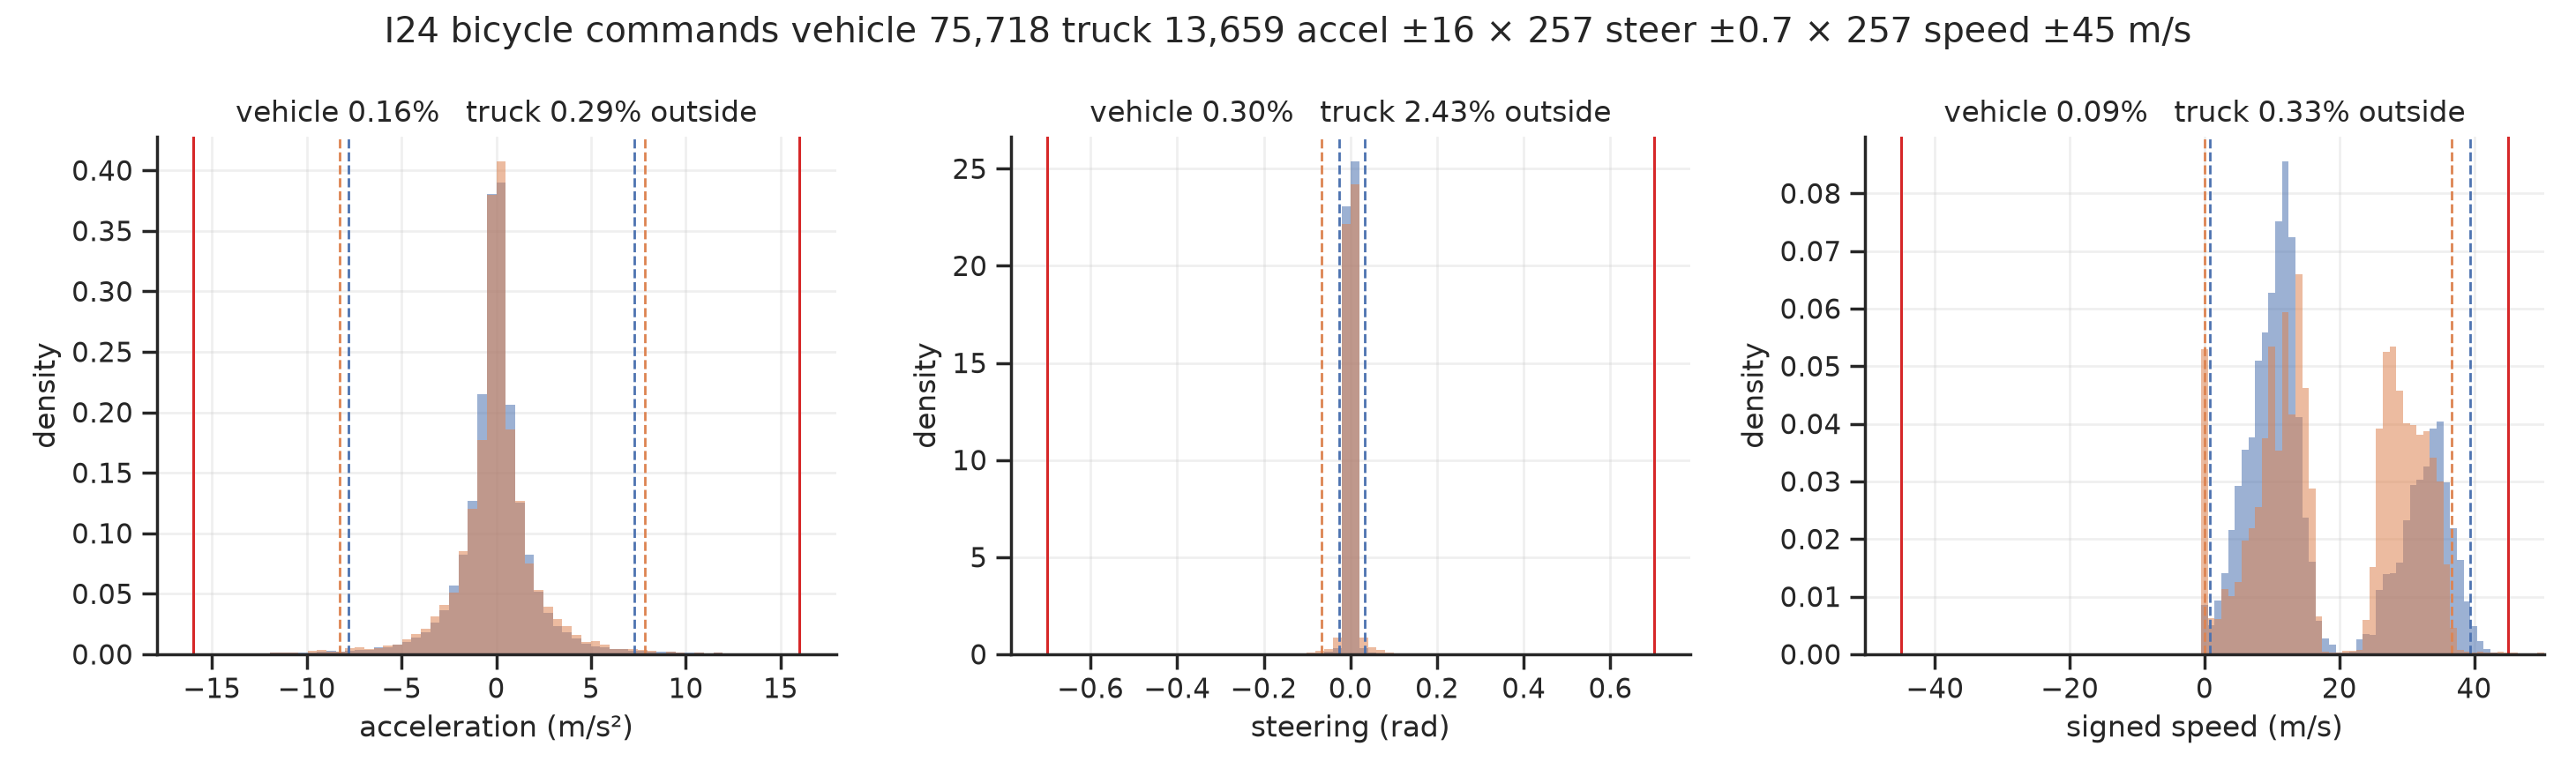 I24 bicycle commands vehicle 75,718 truck 13,659 accel ±16 × 257 steer ±0.7 × 257 speed ±45 m/s
vehicle 0.16%   truck 0.29% outside
density
0.40
0.35
0.30
0.25
0.20
0.15
0.10
0.05
0.00
−15 −10 −5 0 5 10 15
acceleration (m/s²)
vehicle 0.30%   truck 2.43% outside
density
25
20
15
10
5
0
−0.6 −0.4 −0.2 0.0 0.2 0.4 0.6
steering (rad)
vehicle 0.09%   truck 0.33% outside
density
0.08
0.07
0.06
0.05
0.04
0.03
0.02
0.01
0.00
−40 −20 0 20 40
signed speed (m/s)